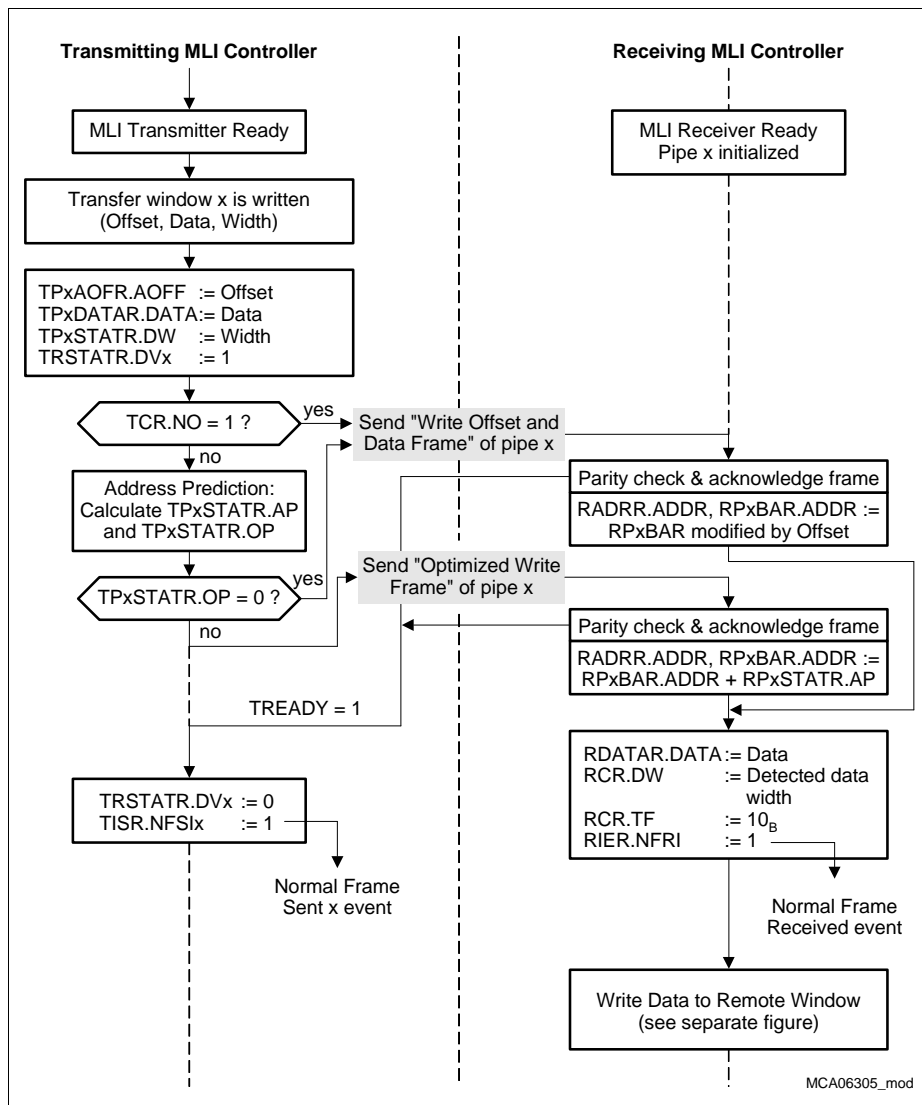 Transmitting MLI Controller
Receiving MLI Controller
MLI Transmitter Ready
MLI Receiver Ready
Pipe x initialized
Transfer window x is written
(Offset, Data, Width)
TPxAOFR.AOFF := Offset
TPxDATAR.DATA:= Data
TPxSTATR.DW := Width
TRSTATR.DVx := 1
TCR.NO = 1 ?
yes
no
Send "Write Offset and
Data Frame" of pipe x
Address Prediction:
Calculate TPxSTATR.AP
and TPxSTATR.OP
Parity check & acknowledge frame
RADRR.ADDR, RPxBAR.ADDR :=
RPxBAR modified by Offset
TPxSTATR.OP = 0 ?
yes
no
Send "Optimized Write
Frame" of pipe x
Parity check & acknowledge frame
RADRR.ADDR, RPxBAR.ADDR :=
RPxBAR.ADDR + RPxSTATR.AP
TREADY = 1
TRSTATR.DVx := 0
TISR.NFSIx := 1
RDATAR.DATA:= Data
RCR.DW := Detected data
width
RCR.TF := 10B
RIER.NFRI := 1
Normal Frame
Sent x event
Normal Frame
Received event
Write Data to Remote Window
(see separate figure)
MCA06305_mod